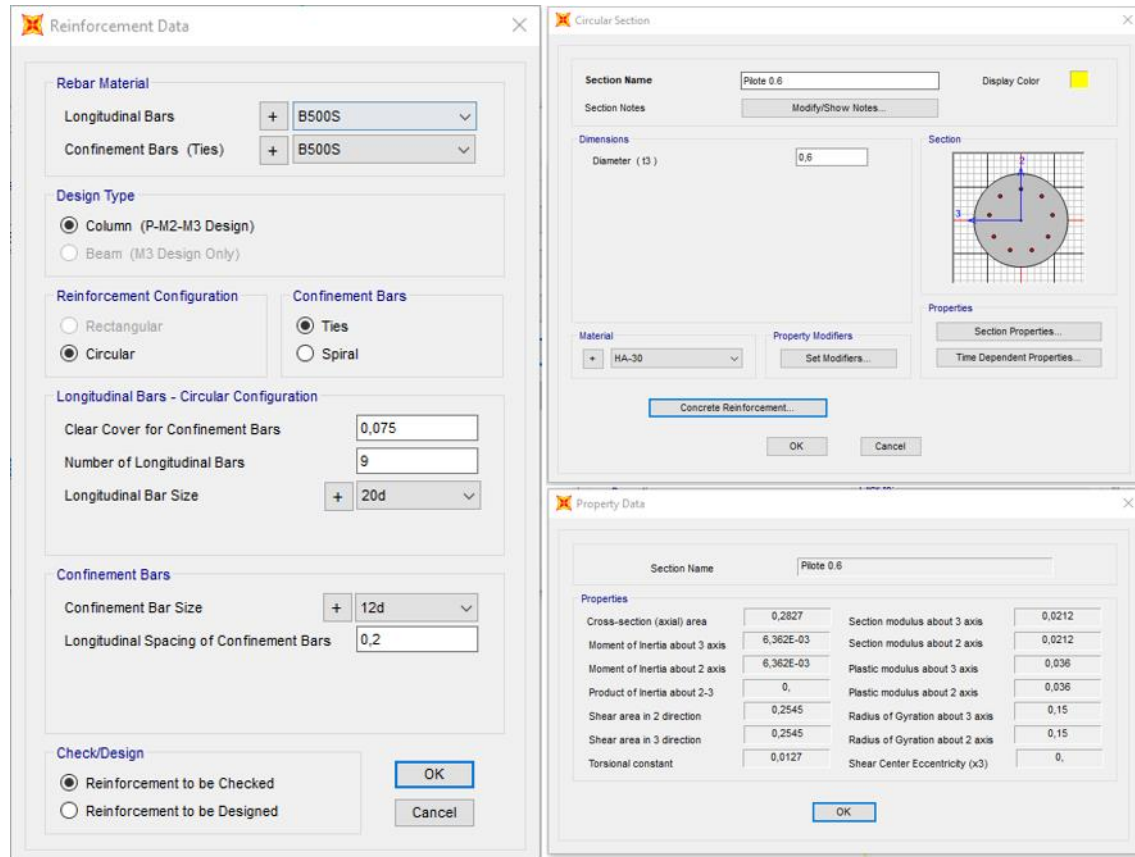 Reinforcement Data
Rebar Material
Longitudinal Bars + B500S
Confinement Bars (Ties) + B500S
Design Type
Column (P-M2-M3 Design)
Beam (M3 Design Only)
Reinforcement Configuration
Rectangular
Circular
Confinement Bars
Ties
Spiral
Longitudinal Bars - Circular Configuration
Clear Cover for Confinement Bars 0,075
Number of Longitudinal Bars 9
Longitudinal Bar Size + 20d
Confinement Bars
Confinement Bar Size + 12d
Longitudinal Spacing of Confinement Bars 0,2
Check/Design
Reinforcement to be Checked
Reinforcement to be Designed
OK
Cancel
Circular Section
Section Name Pilote 0.6 Display Color
Section Notes Modify/Show Notes...
Dimensions
Diameter ( t3 ) 0,6
Section
2
3
Properties
Section Properties...
Time Dependent Properties...
Material
+ HA-30
Property Modifiers
Set Modifiers...
Concrete Reinforcement...
OK Cancel
Property Data
Section Name Pilote 0.6
Properties
Cross-section (axial) area 0,2827 Section modulus about 3 axis 0,0212
Moment of Inertia about 3 axis 6,362E-03 Section modulus about 2 axis 0,0212
Moment of Inertia about 2 axis 6,362E-03 Plastic modulus about 3 axis 0,036
Product of Inertia about 2-3 0, Plastic modulus about 2 axis 0,036
Shear area in 2 direction 0,2545 Radius of Gyration about 3 axis 0,15
Shear area in 3 direction 0,2545 Radius of Gyration about 2 axis 0,15
Torsional constant 0,0127 Shear Center Eccentricity (x3) 0,
OK